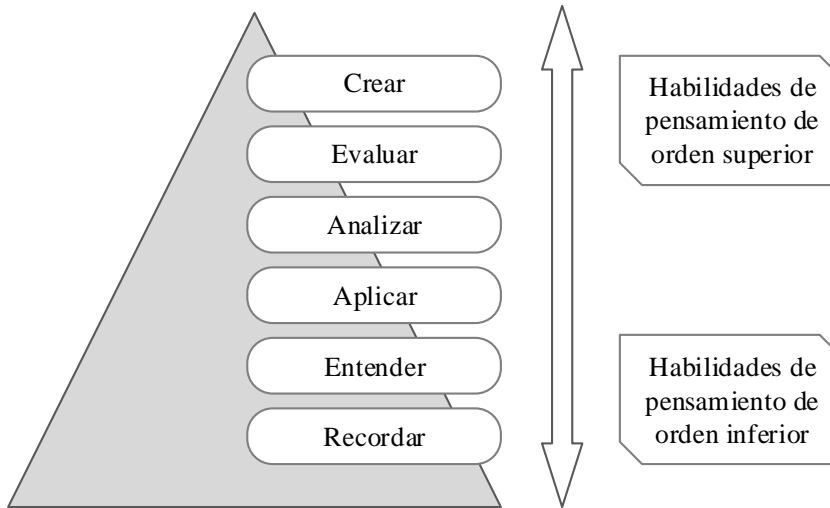 Crear
Evaluar
Analizar
Aplicar
Entender
Recordar
Habilidades de
pensamiento de
orden superior
Habilidades de
pensamiento de
orden inferior